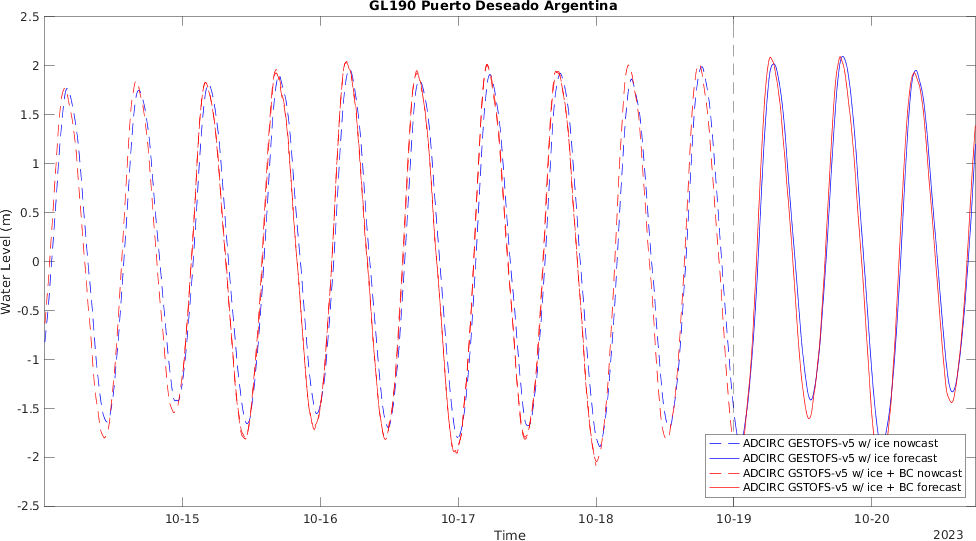 GL190 Puerto Deseado Argentina
2.5
2
1.5
1
0.5
0
-0.5
-1
-1.5
-2
-2.5
Water Level (m)
ADCIRC GESTOFS-v5 w/ ice nowcast
ADCIRC GESTOFS-v5 w/ ice forecast
ADCIRC GSTOFS-v5 w/ ice + BC nowcast
ADCIRC GSTOFS-v5 w/ ice + BC forecast
10-15 10-16 10-17 10-18 10-19 10-20
Time
2023